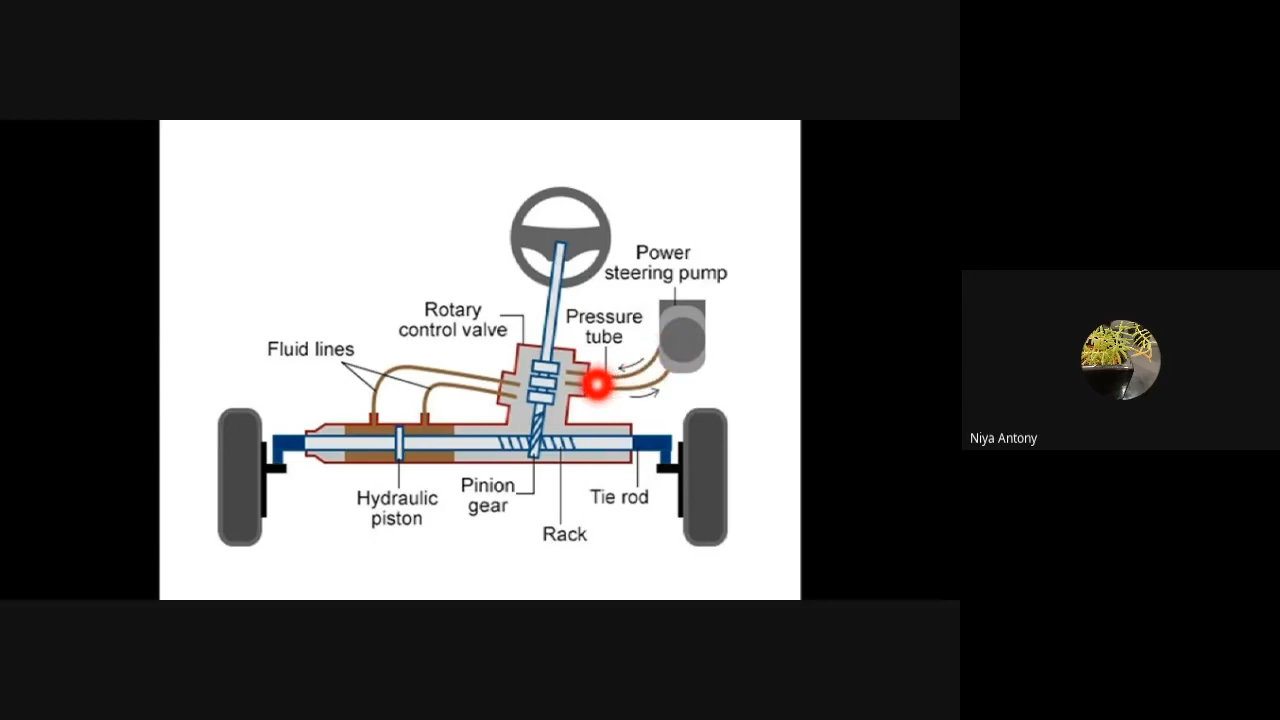 Power
steering pump
Rotary
control valve
Pressure
tube
Fluid lines
Hydraulic
piston
Pinion
gear
Tie rod
Rack
Niya Antony